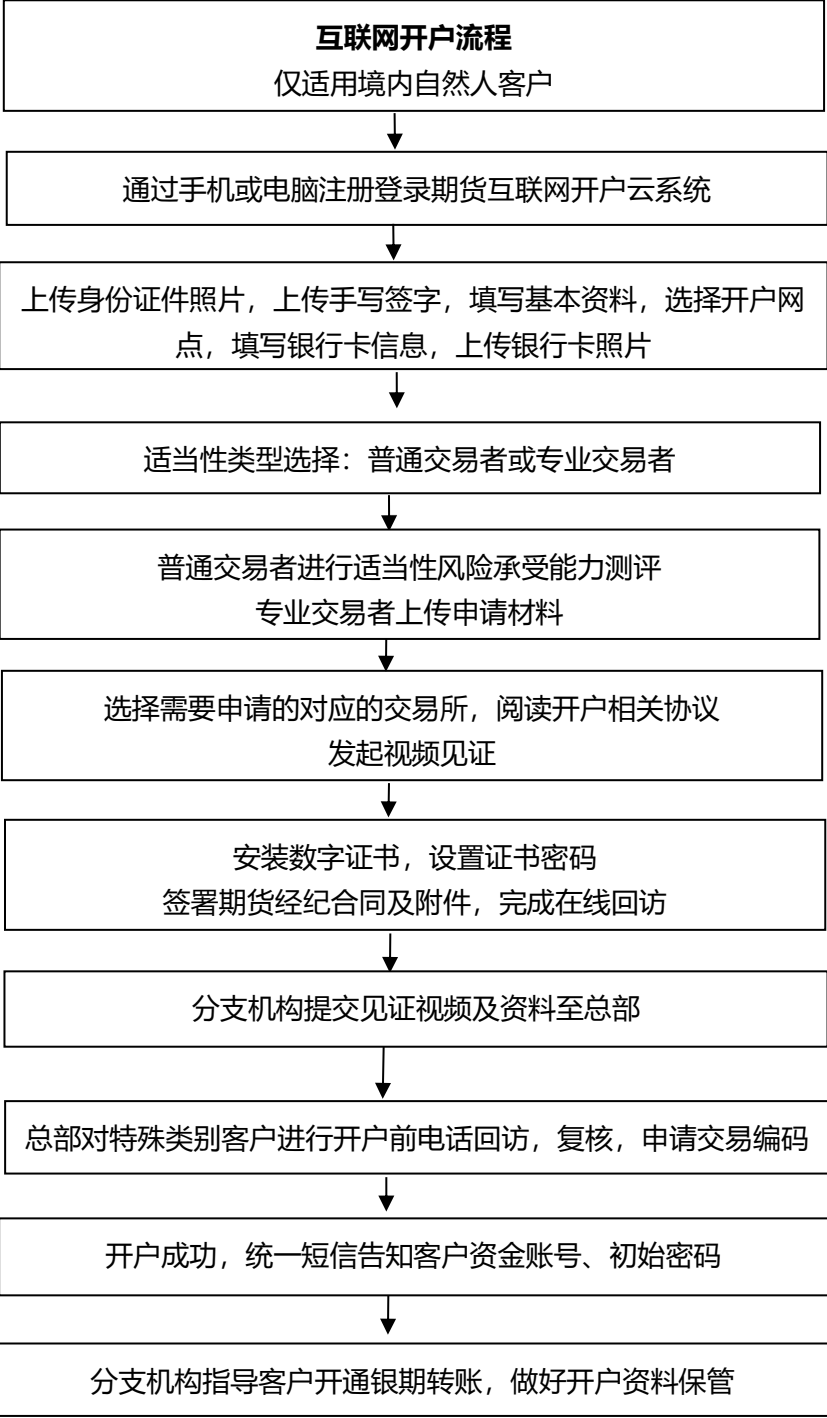 互联网开户流程
仅适用境内自然人客户
通过手机或电脑注册登录期货互联网开户云系统
上传身份证件照片，上传手写签字，填写基本资料，选择开户网
点，填写银行卡信息，上传银行卡照片
适当性类型选择：普通交易者或专业交易者
普通交易者进行适当性风险承受能力测评
专业交易者上传申请材料
选择需要申请的对应的交易所，阅读开户相关协议
发起视频见证
安装数字证书，设置证书密码
签署期货经纪合同及附件，完成在线回访
分支机构提交见证视频及资料至总部
总部对特殊类别客户进行开户前电话回访，复核，申请交易编码
开户成功，统一短信告知客户资金账号、初始密码
分支机构指导客户开通银期转账，做好开户资料保管